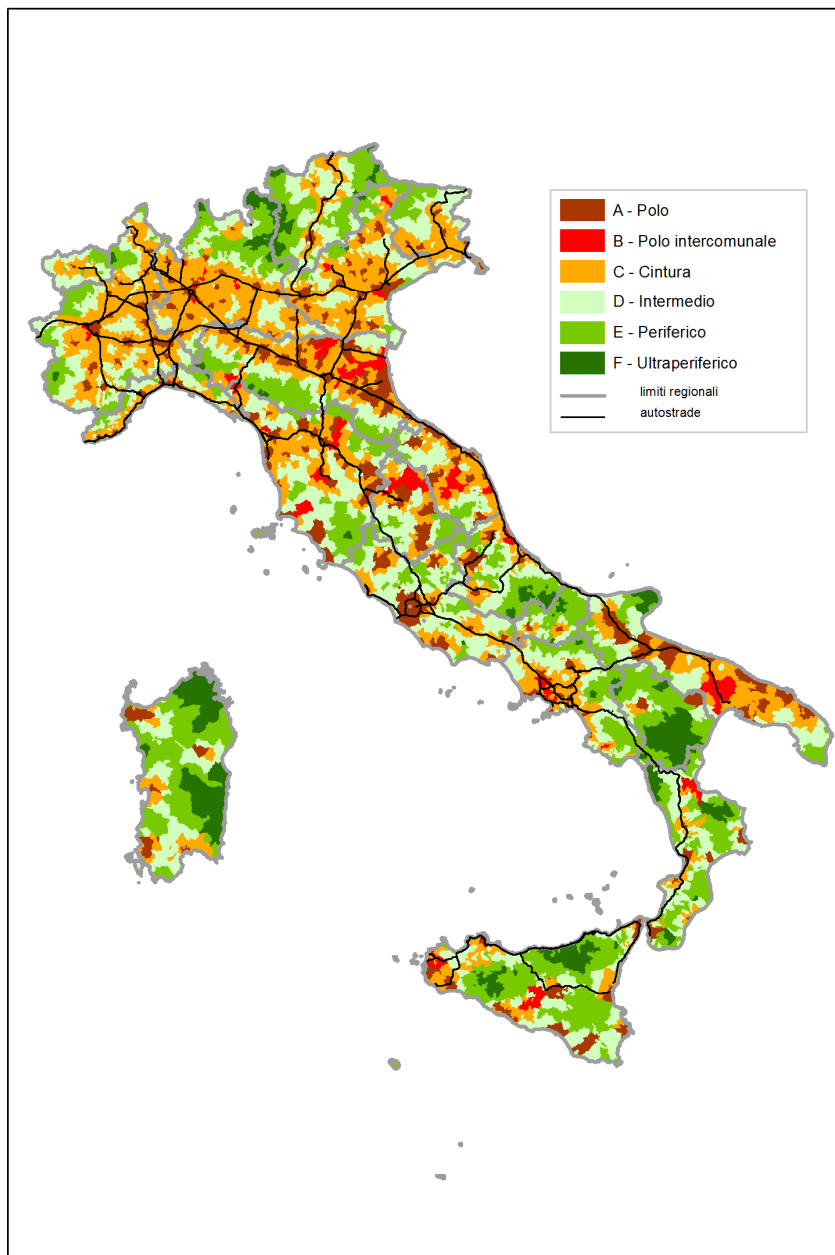 A - Polo
B - Polo intercomunale
C - Cintura
D - Intermedio
E - Periferico
F - Ultraperiferico
limiti regionali
autostrade